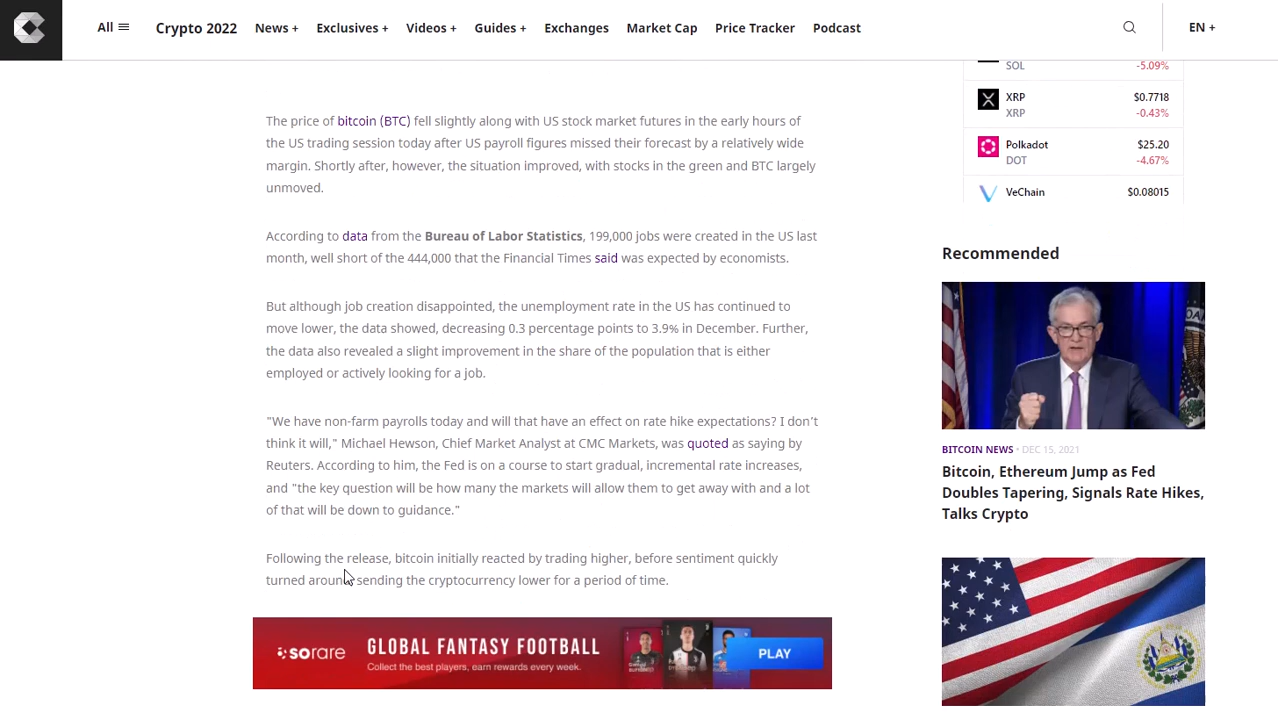 All
Crypto 2022
News +
Exclusives +
Videos +
Guides +
Exchanges
Market Cap
Price Tracker
Podcast
EN +
The price of bitcoin (BTC) fell slightly along with US stock market futures in the early hours of
the US trading session today after US payroll figures missed their forecast by a relatively wide
margin. Shortly after, however, the situation improved, with stocks in the green and BTC largely
unmoved.
According to data from the Bureau of Labor Statistics, 199,000 jobs were created in the US last
month, well short of the 444,000 that the Financial Times said was expected by economists.
But although job creation disappointed, the unemployment rate in the US has continued to
move lower, the data showed, decreasing 0.3 percentage points to 3.9% in December. Further,
the data also revealed a slight improvement in the share of the population that is either
employed or actively looking for a job.
"We have non-farm payrolls today and will that have an effect on rate hike expectations? I don't
think it will," Michael Hewson, Chief Market Analyst at CMC Markets, was quoted as saying by
Reuters. According to him, the Fed is on a course to start gradual, incremental rate increases,
and "the key question will be how many the markets will allow them to get away with and a lot
of that will be down to guidance."
Following the release, bitcoin initially reacted by trading higher, before sentiment quickly
turned around, sending the cryptocurrency lower for a period of time.
sorare
GLOBAL FANTASY FOOTBALL
Collect the best players, earn rewards every week.
PLAY
SOL -5.09%
XRP $0.7718
XRP -0.43%
Polkadot $25.20
DOT -4.67%
VeChain $0.08015
Recommended
BITCOIN NEWS • DEC 15, 2021
Bitcoin, Ethereum Jump as Fed
Doubles Tapering, Signals Rate Hikes,
Talks Crypto